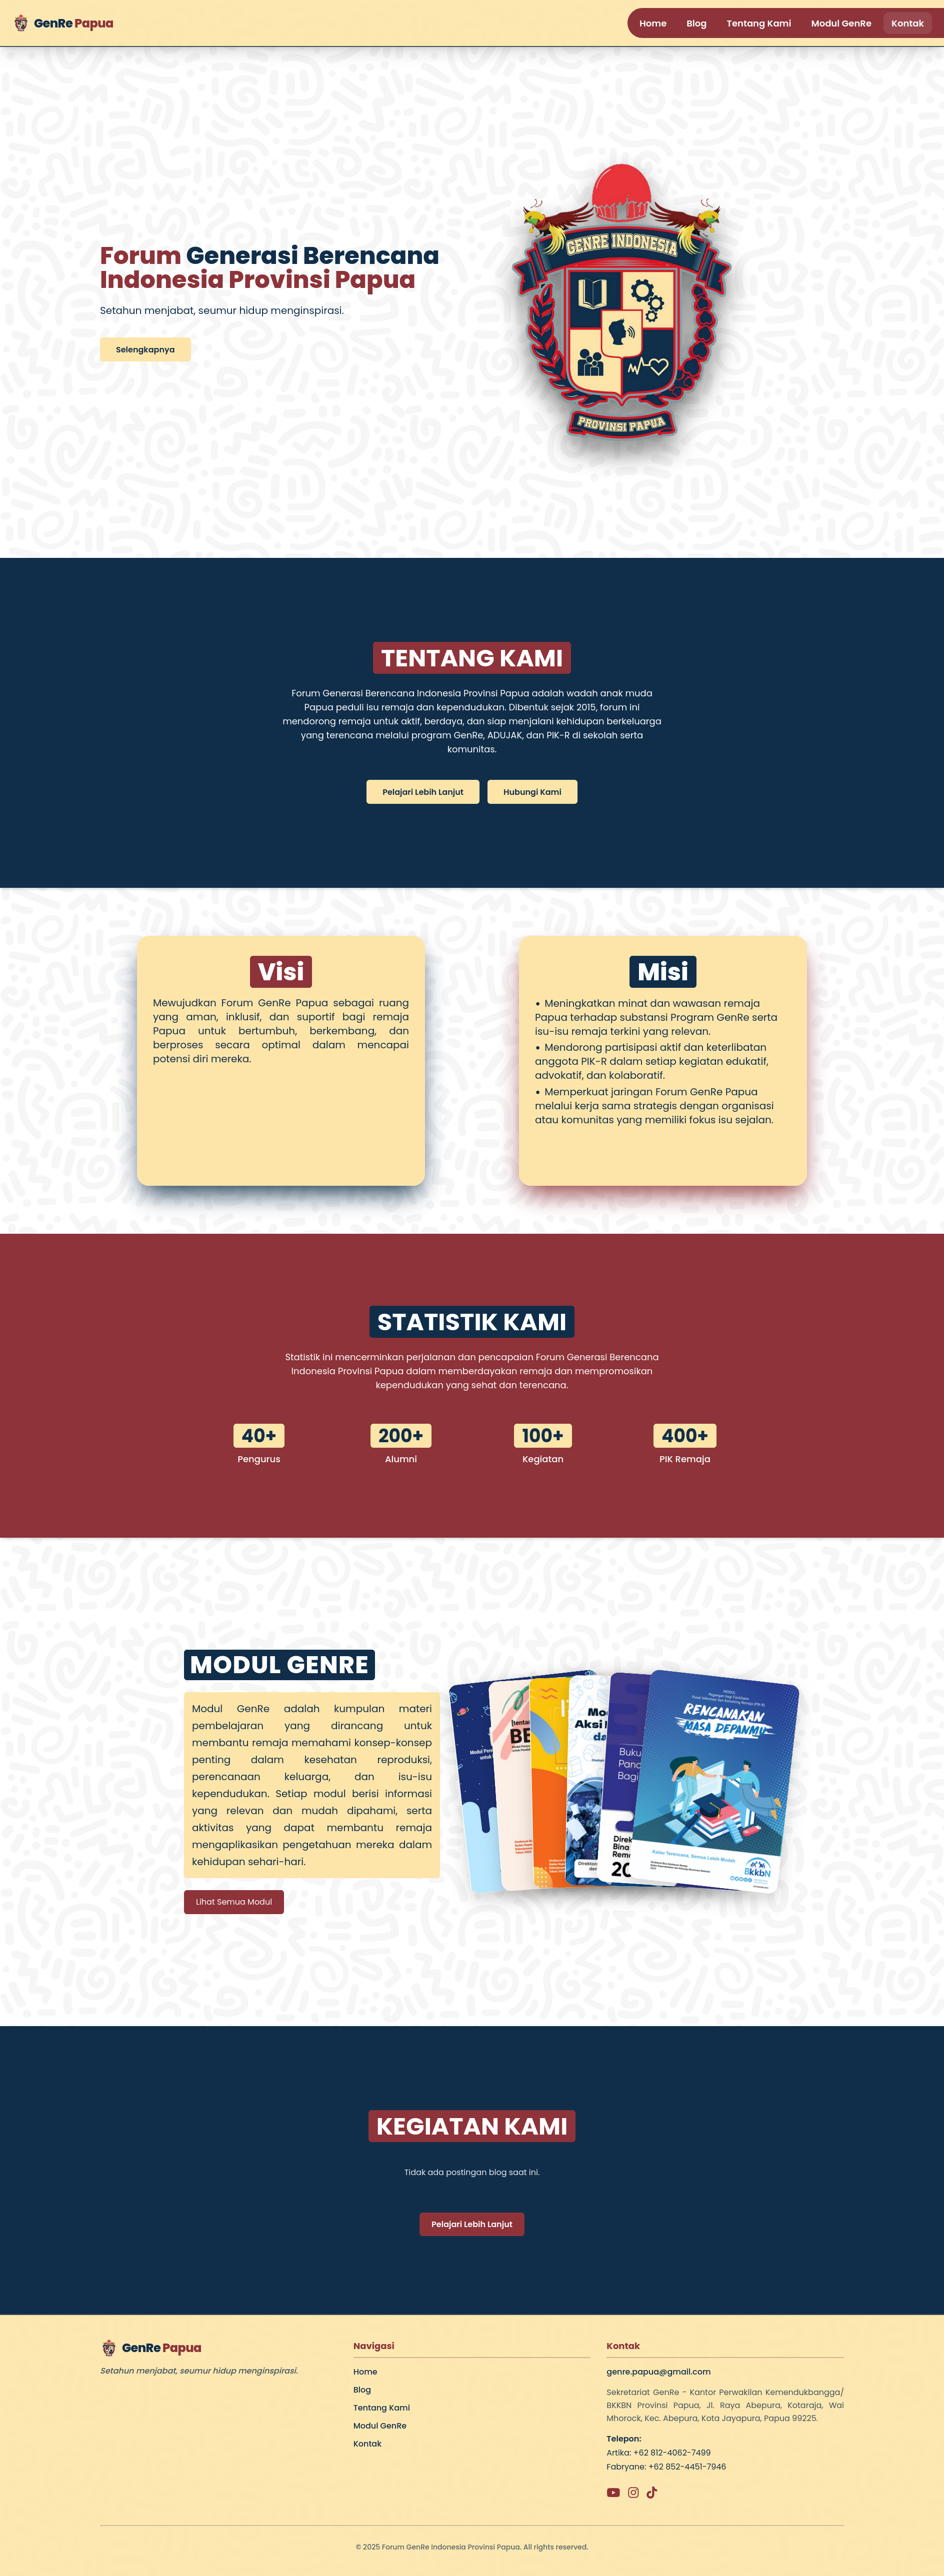 GenRe Papua
Home Blog Tentang Kami Modul GenRe Kontak
Forum Generasi Berencana
Indonesia Provinsi Papua
Setahun menjabat, seumur hidup menginspirasi.
Selengkapnya
GENRE INDONESIA
PROVINSI PAPUA
TENTANG KAMI
Forum Generasi Berencana Indonesia Provinsi Papua adalah wadah anak muda
Papua peduli isu remaja dan kependudukan. Dibentuk sejak 2015, forum ini
mendorong remaja untuk aktif, berdaya, dan siap menjalani kehidupan berkeluarga
yang terencana melalui program GenRe, ADUJAK, dan PIK-R di sekolah serta
komunitas.
Pelajari Lebih Lanjut Hubungi Kami
Visi
Mewujudkan Forum GenRe Papua sebagai ruang
yang aman, inklusif, dan suportif bagi remaja
Papua untuk bertumbuh, berkembang, dan
berproses secara optimal dalam mencapai
potensi diri mereka.
Misi
• Meningkatkan minat dan wawasan remaja
Papua terhadap substansi Program GenRe serta
isu-isu remaja terkini yang relevan.
• Mendorong partisipasi aktif dan keterlibatan
anggota PIK-R dalam setiap kegiatan edukatif,
advokatif, dan kolaboratif.
• Memperkuat jaringan Forum GenRe Papua
melalui kerja sama strategis dengan organisasi
atau komunitas yang memiliki fokus isu sejalan.
STATISTIK KAMI
Statistik ini mencerminkan perjalanan dan pencapaian Forum Generasi Berencana
Indonesia Provinsi Papua dalam memberdayakan remaja dan mempromosikan
kependudukan yang sehat dan terencana.
40+ 200+ 100+ 400+
Pengurus Alumni Kegiatan PIK Remaja
MODUL GENRE
Modul GenRe adalah kumpulan materi
pembelajaran yang dirancang untuk
membantu remaja memahami konsep-konsep
penting dalam kesehatan reproduksi,
perencanaan keluarga, dan isu-isu
kependudukan. Setiap modul berisi informasi
yang relevan dan mudah dipahami, serta
aktivitas yang dapat membantu remaja
mengaplikasikan pengetahuan mereka dalam
kehidupan sehari-hari.
Lihat Semua Modul
RENCANAKAN
MASA DEPANMU
Kalau Terencana, Semua Lebih Mudah
BkkbN
KEGIATAN KAMI
Tidak ada postingan blog saat ini.
Pelajari Lebih Lanjut
GenRe Papua
Setahun menjabat, seumur hidup menginspirasi.
Navigasi
Home
Blog
Tentang Kami
Modul GenRe
Kontak
Kontak
genre.papua@gmail.com
Sekretariat GenRe - Kantor Perwakilan Kemendukbangga/
BKKBN Provinsi Papua, Jl. Raya Abepura, Kotaraja, Wai
Mhorock, Kec. Abepura, Kota Jayapura, Papua 99225.
Telepon:
Artika: +62 812-4062-7499
Fabryane: +62 852-4451-7946
© 2025 Forum GenRe Indonesia Provinsi Papua. All rights reserved.